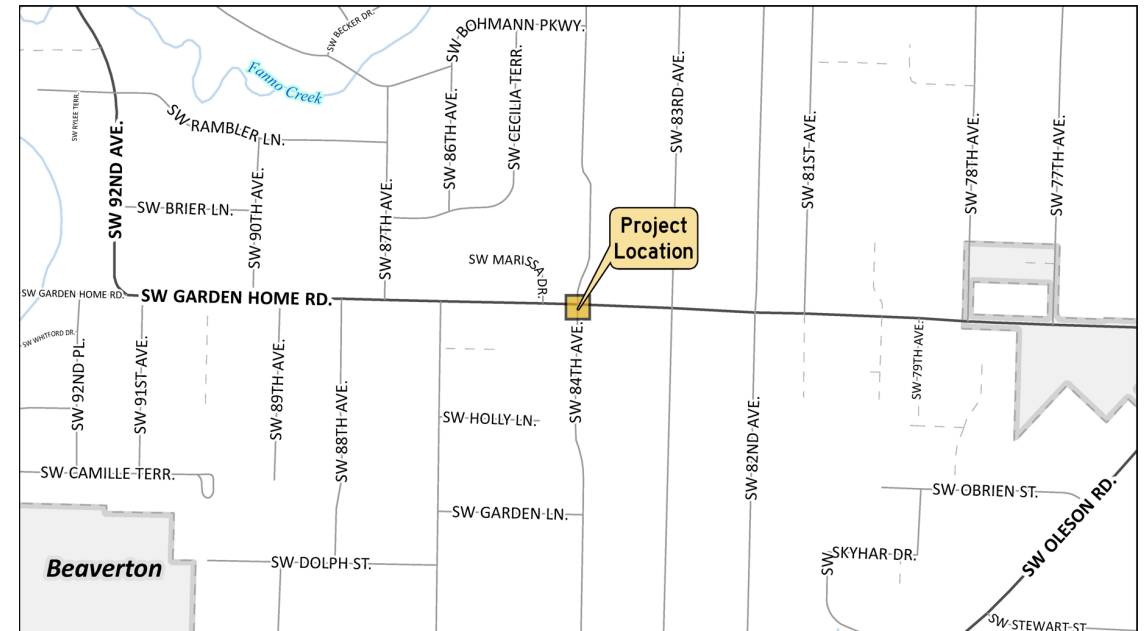 SW BECKER DR.
SW BOHMANN PKWY.
Fanno Creek
SW RYLEE TERR.
SW RAMBLER LN.
SW 86TH AVE.
SW CECILIA TERR.
SW 83RD AVE.
SW 81ST AVE.
SW 78TH AVE.
SW 77TH AVE.
SW 92ND AVE.
SW BRIER LN.
SW 90TH AVE.
SW 87TH AVE.
Project
Location
SW MARISSA DR.
SW GARDEN HOME RD.
SW GARDEN HOME RD.
SW WHITFORD DR.
SW 92ND PL.
SW 91ST AVE.
SW 89TH AVE.
SW 88TH AVE.
SW 84TH AVE.
SW 82ND AVE.
SW 79TH AVE.
SW HOLLY LN.
SW CAMILLE TERR.
SW GARDEN LN.
SW OBRIEN ST.
SW OLESON RD.
SW DOLPH ST.
SW SKYHAR DR.
Beaverton
SW STEWART ST